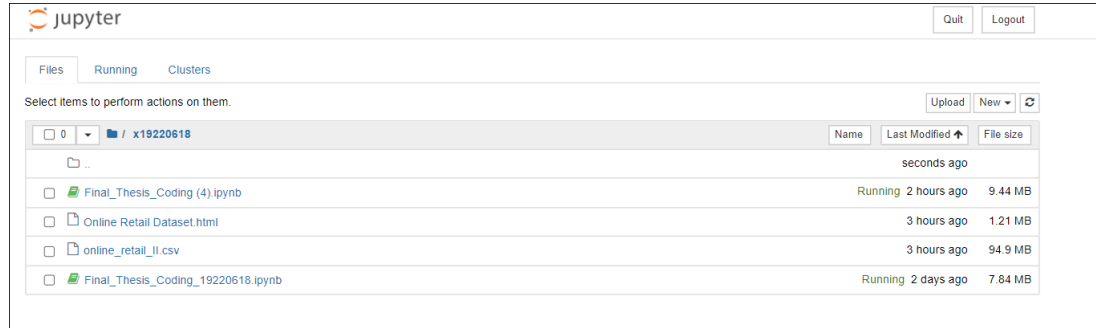 jupyter
Quit Logout
Files Running Clusters
Select items to perform actions on them.
Upload New
0 / x19220618
Name Last Modified File size
.. seconds ago
Final_Thesis_Coding (4).ipynb Running 2 hours ago 9.44 MB
Online Retail Dataset.html 3 hours ago 1.21 MB
online_retail_II.csv 3 hours ago 94.9 MB
Final_Thesis_Coding_19220618.ipynb Running 2 days ago 7.84 MB